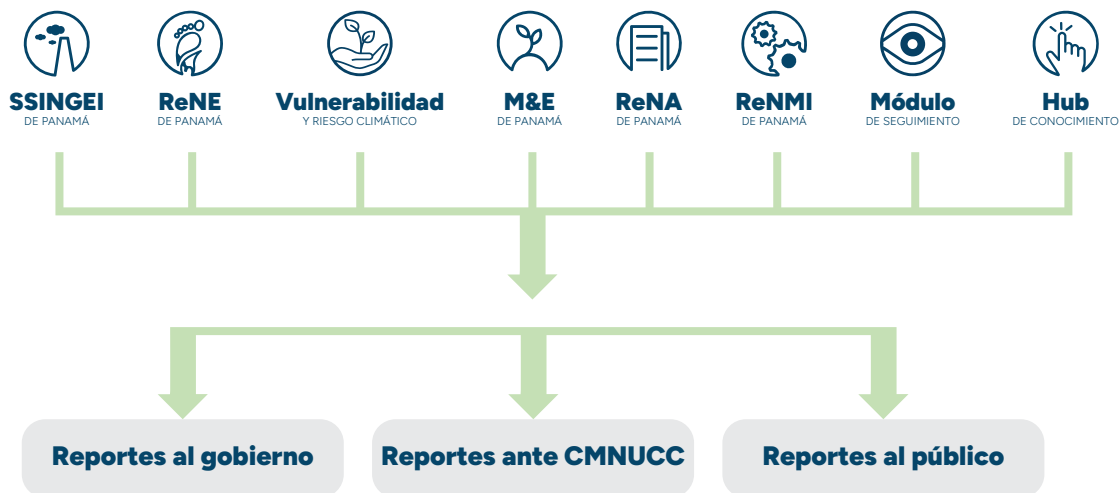 SSINGEI
DE PANAMÁ
ReNE
DE PANAMÁ
Vulnerabilidad
Y RIESGO CLIMÁTICO
M&E
DE PANAMÁ
ReNA
DE PANAMÁ
ReNMI
DE PANAMÁ
Módulo
DE SEGUIMIENTO
Hub
DE CONOCIMIENTO
Reportes al gobierno
Reportes ante CMNUCC
Reportes al público